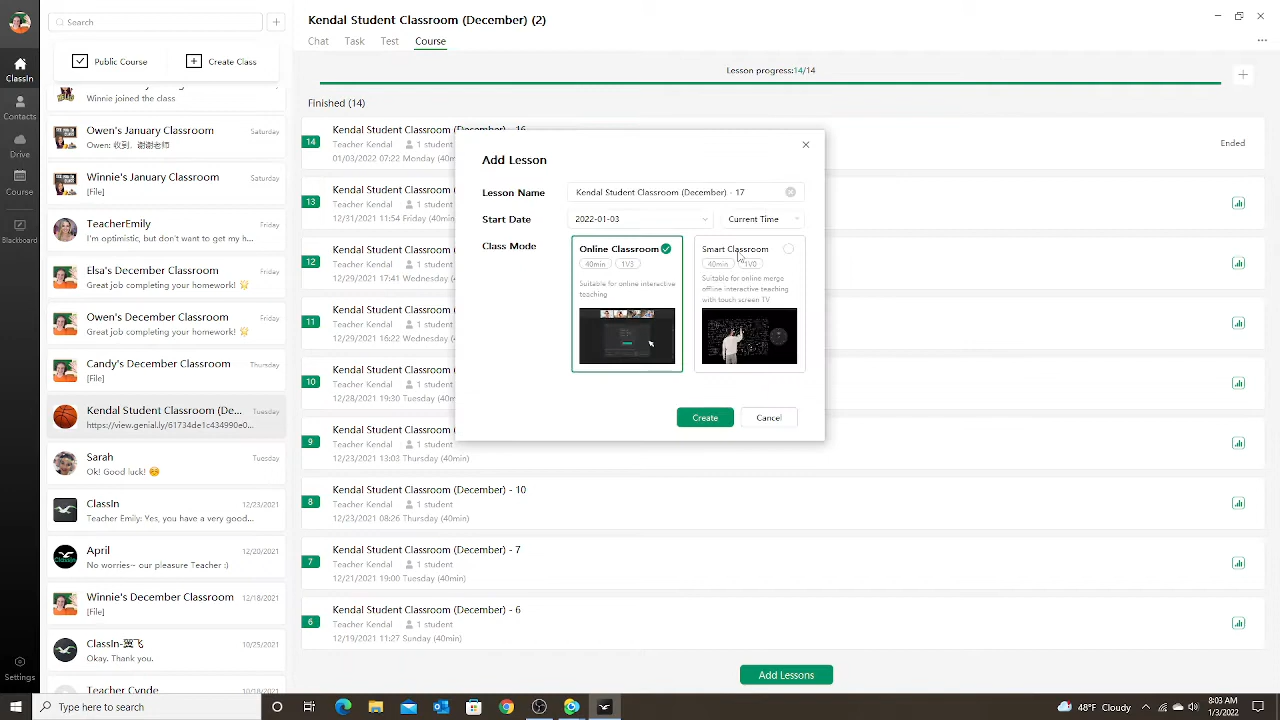 Search
Public Course
Create Class
Winnie joined the class
Owen's January Classroom
Saturday
Owen: 收到，谢谢老师
Winnie's January Classroom
Saturday
[File]
TeacherEmily
Friday
I'm optimistic, but don't want to get my h...
Elsa's December Classroom
Friday
Great job completing your homework!
Owen's December Classroom
Friday
Great job completing your homework!
Candy's December Classroom
Thursday
[File]
Kendal Student Classroom (De...
Tuesday
https://view.genial.ly/61734de1c434990e0...
Sarah
Tuesday
Ok! Good luck!
ClassIn
12/23/2021
Teacher Emily: Yes, you have a very good...
April
12/20/2021
No worries~ our pleasure Teacher :)
Winnie's December Classroom
12/18/2021
[File]
10/25/2021
Okay. Thank you.
10/18/2021
ClassIn
Contacts
Drive
Course
Blackboard
Settings
Kendal Student Classroom (December) (2)
Chat
Task
Test
Course
Lesson progress:14/14
Finished (14)
14
Teacher Kendal
1 student
01/03/2022 07:22 Monday (40m
Ended
13
Kendal Student Classroom
Teacher Kendal
1 student
12/31/2021 11:54 Friday (40min
12
Kendal Student Classroom
Teacher Kendal
1 student
12/29/2021 17:41 Wednesday (
11
Kendal Student Classroom
Teacher Kendal
1 student
12/29/2021 16:22 Wednesday (
10
Kendal Student Classroom
Teacher Kendal
1 student
12/28/2021 19:30 Tuesday (40m
9
Kendal Student Classroom
Teacher Kendal
1 student
12/23/2021 13:03 Thursday (40min)
8
Kendal Student Classroom (December) - 10
Teacher Kendal
1 student
12/23/2021 08:26 Thursday (40min)
7
Kendal Student Classroom (December) - 7
Teacher Kendal
1 student
12/21/2021 19:00 Tuesday (40min)
6
Kendal Student Classroom (December) - 6
Teacher Kendal
1 student
12/19/2021 11:27 Sunday (40min)
Add Lessons
Add Lesson
Lesson Name
Kendal Student Classroom (December) - 17
Start Date
2022-01-03
Current Time
Class Mode
Online Classroom
40min
1V3
Suitable for online interactive
teaching
Smart Classroom
40min
1V0
Suitable for online merge
offline interactive teaching
with touch screen TV
Create
Cancel
Type here to search
48°F Cloudy
8:03 AM
1/3/2022